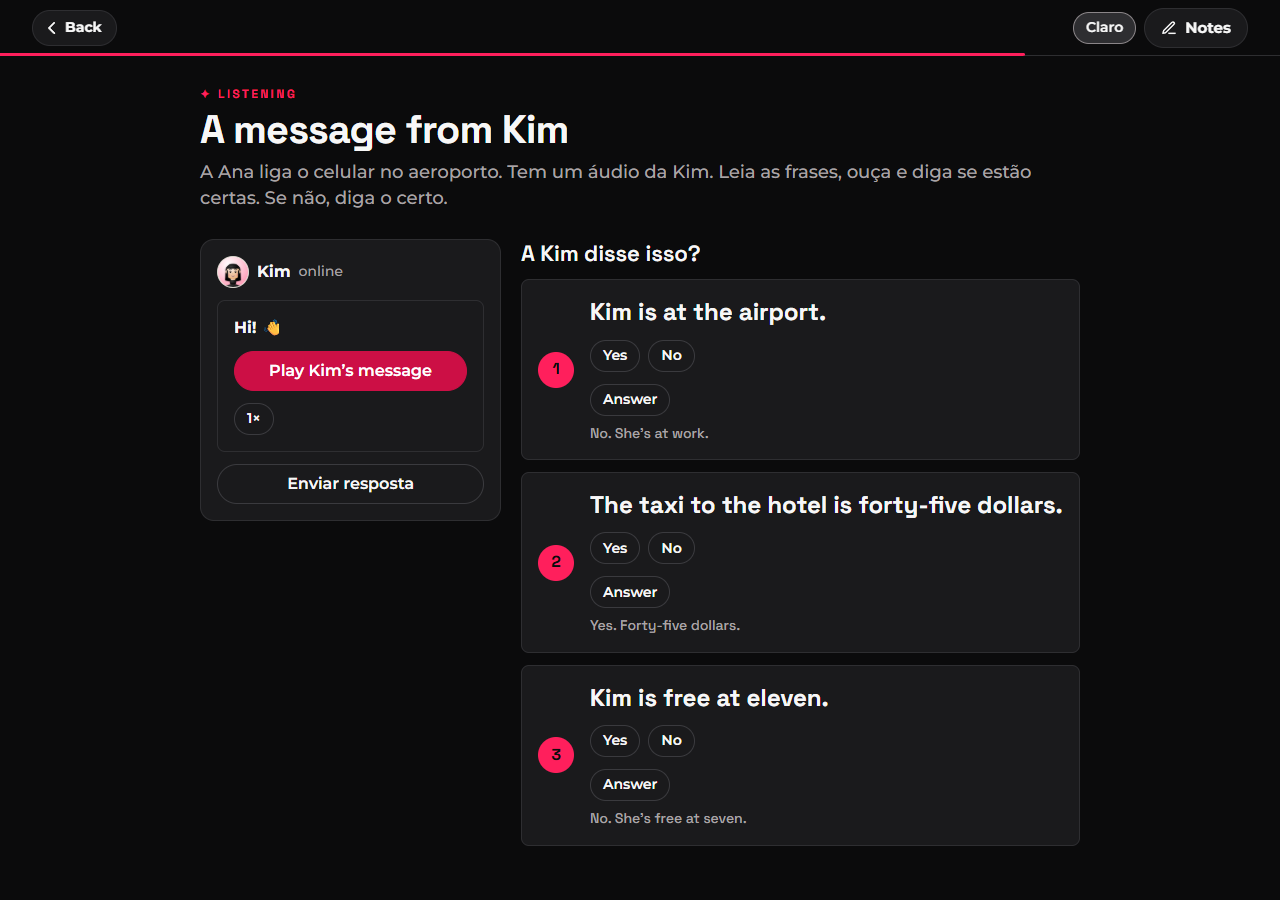 Back
Claro
Notes
✦ LISTENING
A message from Kim
A Ana liga o celular no aeroporto. Tem um áudio da Kim. Leia as frases, ouça e diga se estão
certas. Se não, diga o certo.
Kim online
Hi! 👋
Play Kim's message
1×
Enviar resposta
A Kim disse isso?
1
Kim is at the airport.
Yes No
Answer
No. She's at work.
2
The taxi to the hotel is forty-five dollars.
Yes No
Answer
Yes. Forty-five dollars.
3
Kim is free at eleven.
Yes No
Answer
No. She's free at seven.